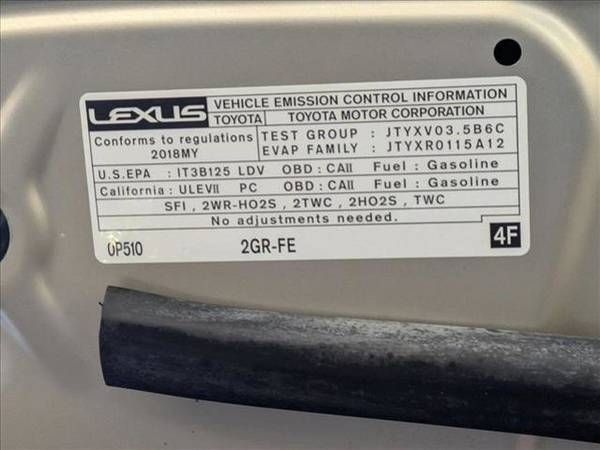 LEXUS VEHICLE EMISSION CONTROL INFORMATION
TOYOTA TOYOTA MOTOR CORPORATION
Conforms to regulations
2018MY
TEST GROUP : JTYXV03.5B6C
EVAP FAMILY : JTYXR0115A12
U.S.EPA : IT3B125 LDV OBD : CAII Fuel : Gasoline
California : ULEVII PC OBD : CAII Fuel : Gasoline
SFI , 2WR-HO2S , 2TWC , 2HO2S , TWC
No adjustments needed.
0P510 2GR-FE 4F